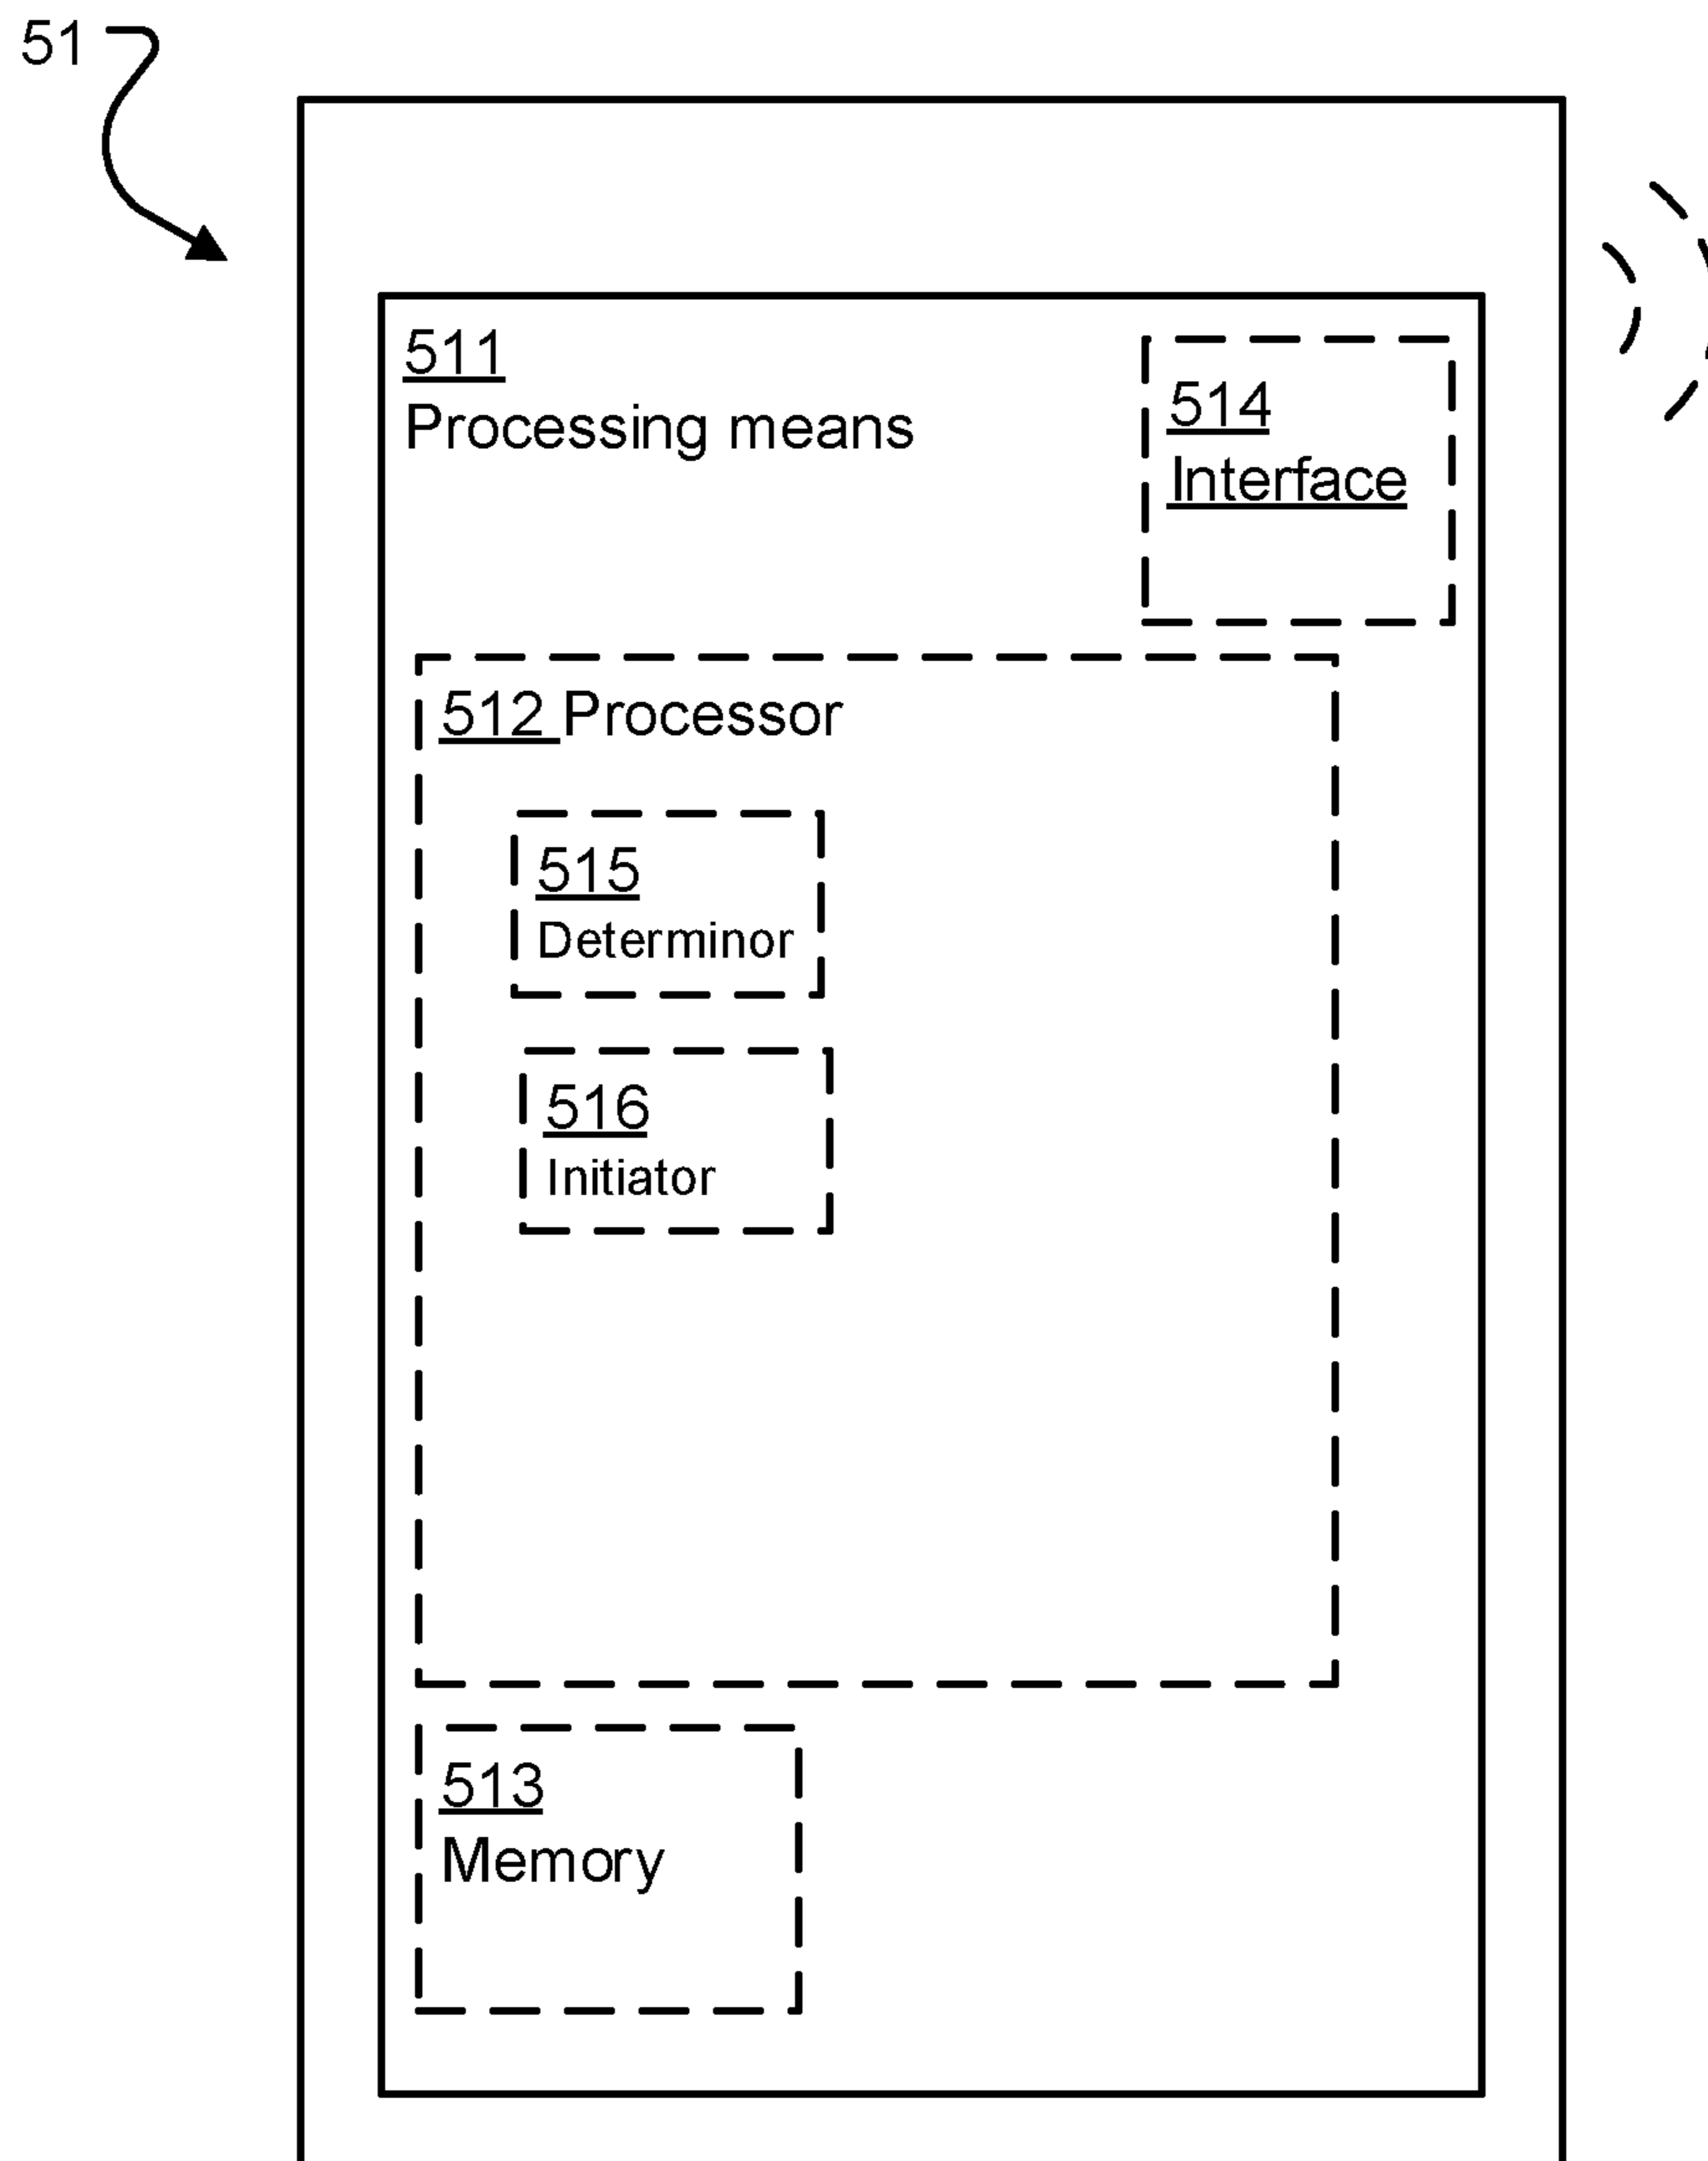 51
511
Processing means
514
Interface
512 Processor
515
Determinor
516
Initiator
513
Memory